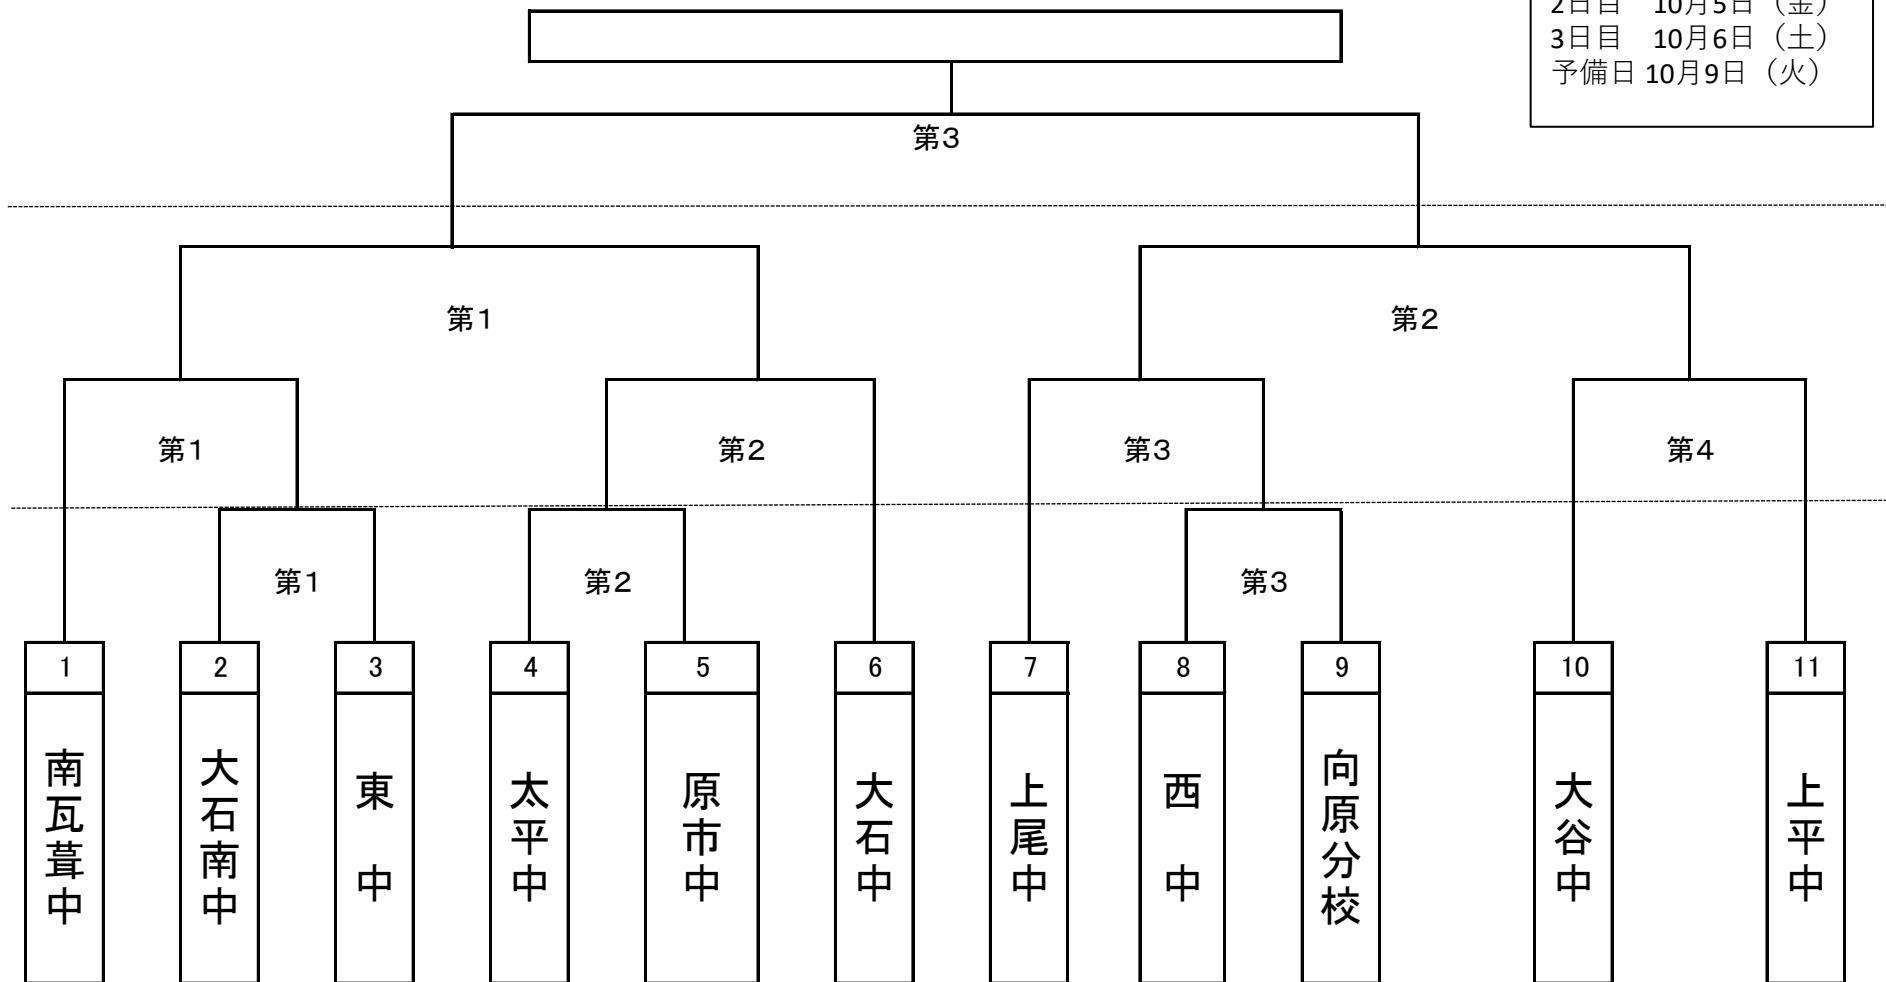 2日目　10月5日（金）
3日目　10月6日（土）
予備日 10月9日（火）
第3
第1
第2
第1
第2
第3
第4
第1
第2
第3
1
2
3
4
5
6
7
8
9
10
11
南瓦葺中
大石南中
東中
太平中
原市中
大石中
上尾中
西中
向原分校
大谷中
上平中